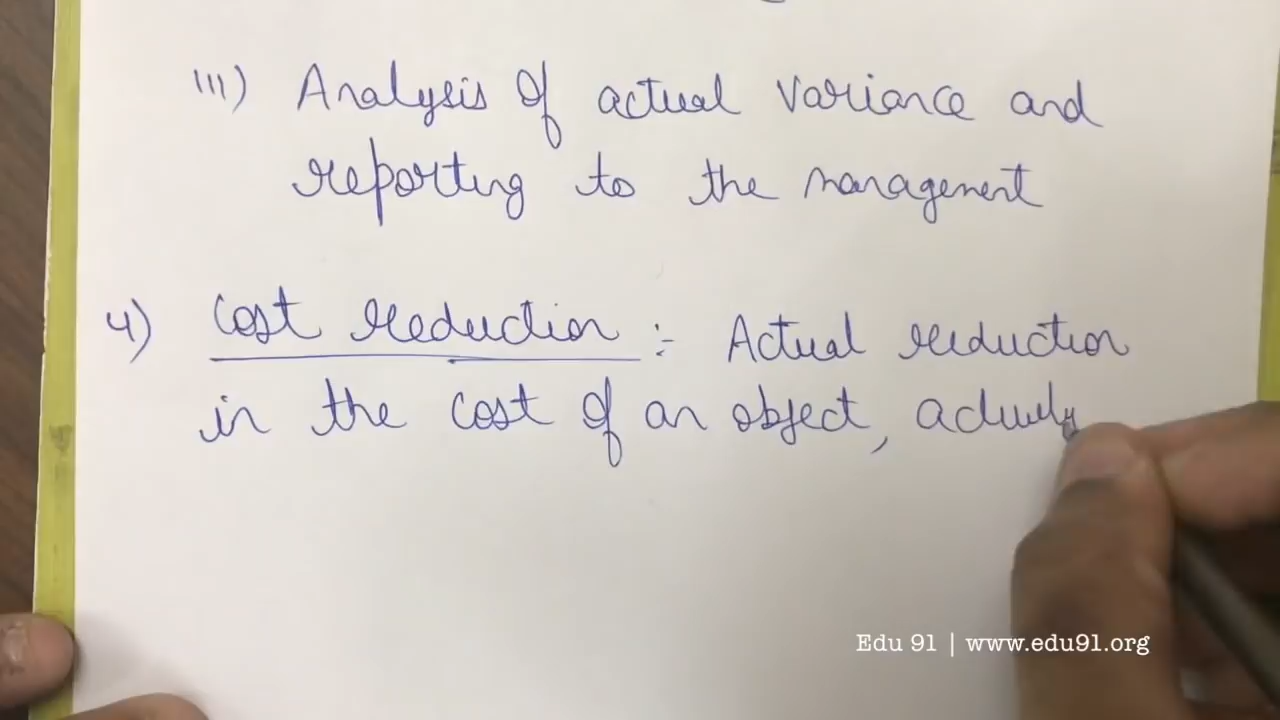 III) Analysis of actual variance and
reporting to the management
4) Cost reduction :- Actual reduction
in the cost of an object,
Edu 91 | www.edu91.org